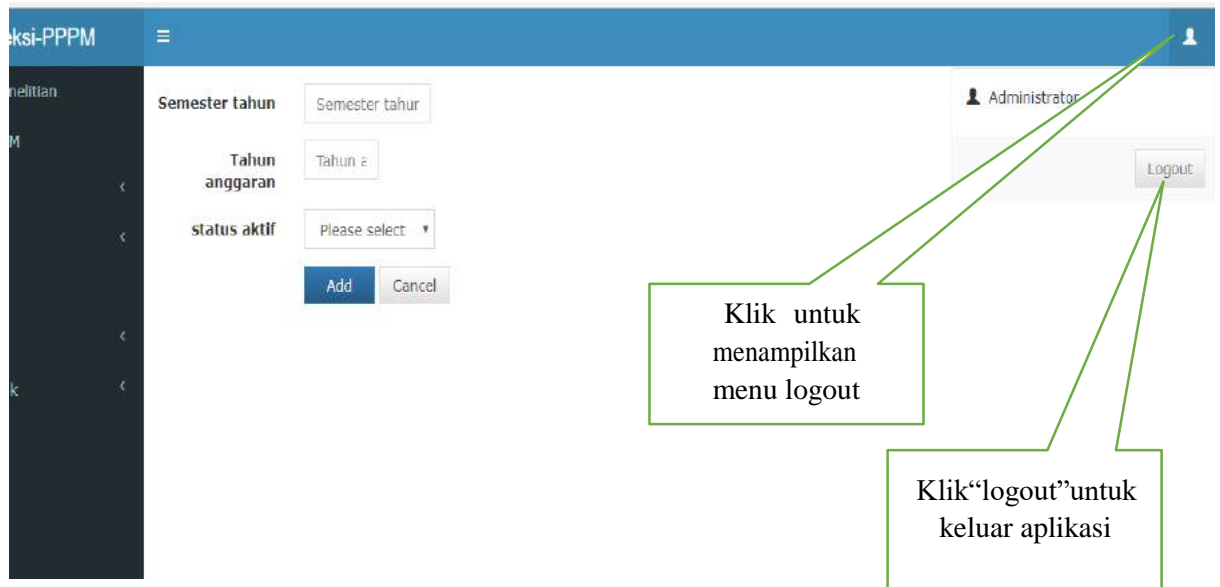 eksi-PPPM
nelitian
M
k
Semester tahun
Semester tahur
Tahun
anggaran
Tahun a
status aktif
Please select
Add Cancel
Administrator
Logout
Klik untuk
menampilkan
menu logout
Klik“logout”untuk
keluar aplikasi